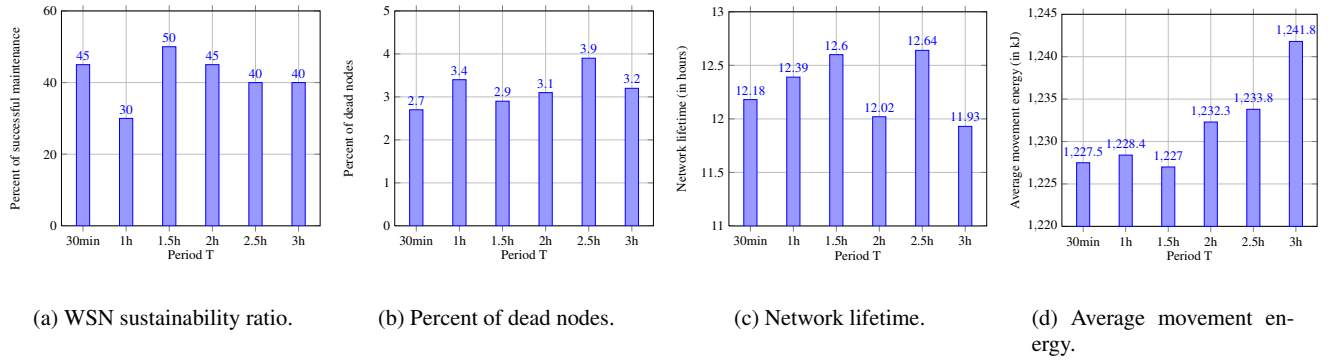 60
40
20
0
45
30
50
45
40
40
30min
1h
1.5h
2h
2.5h
3h
Period T
Percent of successful maintenance
(a) WSN sustainability ratio.
5
4
3
2
1
0
2.7
3.4
2.9
3.1
3.9
3.2
30min
1h
1.5h
2h
2.5h
3h
Period T
Percent of dead nodes
(b) Percent of dead nodes.
13
12.5
12
11.5
11
12.18
12.39
12.6
12.02
12.64
11.93
30min
1h
1.5h
2h
2.5h
3h
Period T
Network lifetime (in hours)
(c) Network lifetime.
1,245
1,240
1,235
1,230
1,225
1,220
1,227.5
1,228.4
1,227
1,232.3
1,233.8
1,241.8
30min
1h
1.5h
2h
2.5h
3h
Period T
Average movement energy (in kJ)
(d) Average movement en-
ergy.